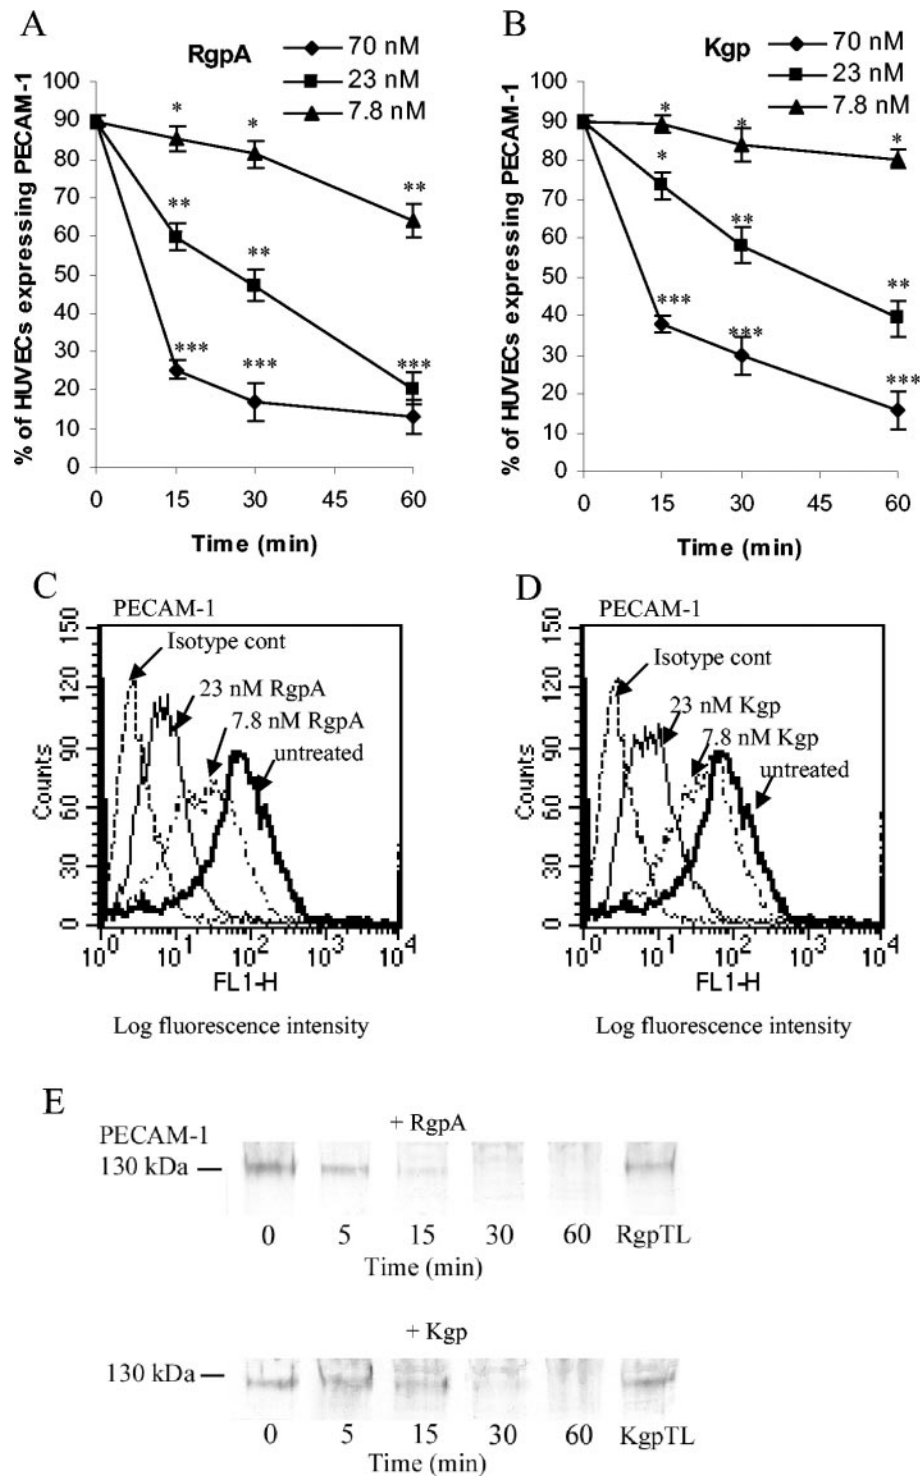 A
RgpA
70 nM
23 nM
7.8 nM
% of HUVECs expressing PECAM-1
100
90
80
70
60
50
40
30
20
10
0
* * **
** ** ***
*** ***
0 15 30 45 60
Time (min)
B
Kgp
70 nM
23 nM
7.8 nM
% of HUVECs expressing PECAM-1
100
90
80
70
60
50
40
30
20
10
0
* * *
* ** **
*** *** ***
0 15 30 45 60
Time (min)
C
PECAM-1
Isotype cont
23 nM RgpA
7.8 nM RgpA
untreated
Counts
150
120
90
60
30
0
10^0 10^1 10^2 10^3 10^4
FL1-H
Log fluorescence intensity
D
PECAM-1
Isotype cont
23 nM Kgp
7.8 nM Kgp
untreated
Counts
150
120
90
60
30
0
10^0 10^1 10^2 10^3 10^4
FL1-H
Log fluorescence intensity
E
+ RgpA
PECAM-1
130 kDa
0 5 15 30 60 RgpTL
Time (min)
+ Kgp
130 kDa
0 5 15 30 60 KgpTL
Time (min)